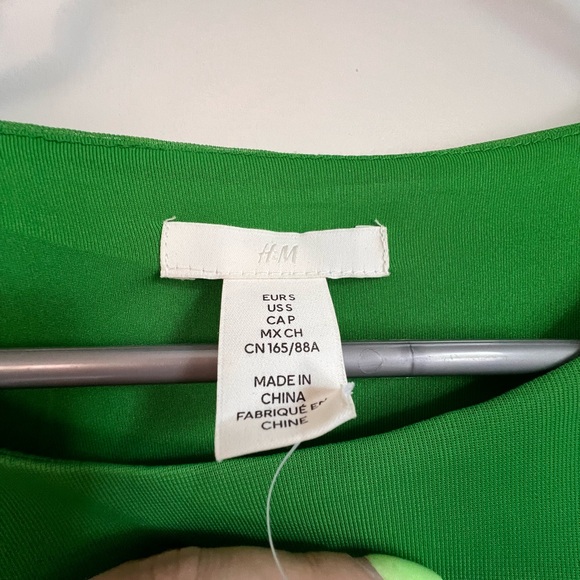 H&M
EUR S
US S
CA P
MX CH
CN 165/88A
MADE IN
CHINA
FABRIQUÉ EN
CHINE